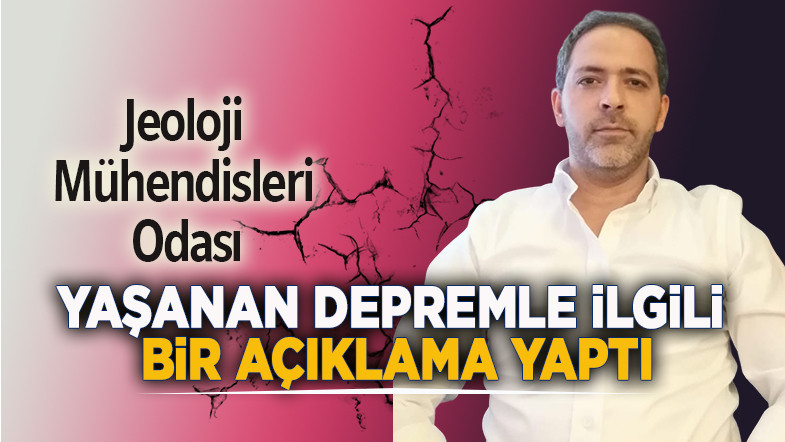 Jeoloji
Mühendisleri
Odası
YAŞANAN DEPREMLE İLGİLİ
BİR AÇIKLAMA YAPTI